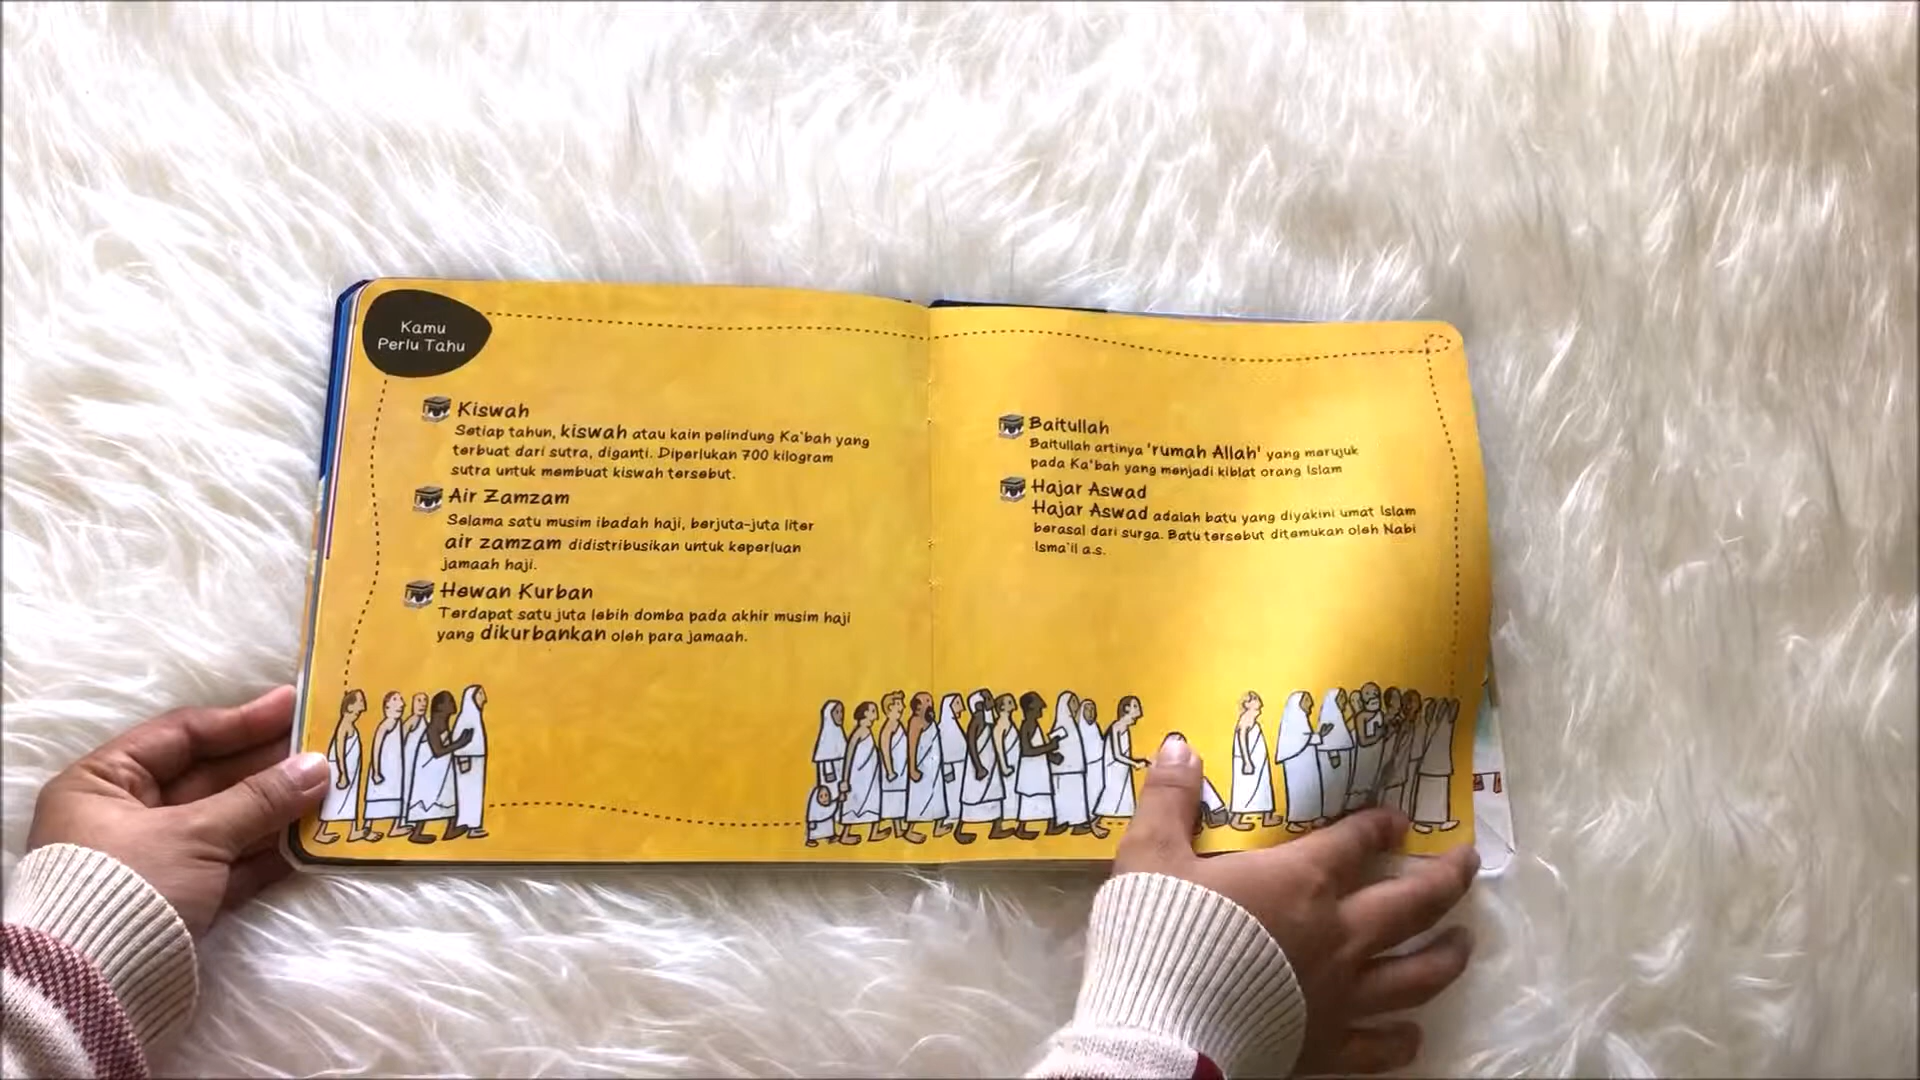 Kamu
Perlu Tahu
Kiswah
Setiap tahun, kiswah atau kain pelindung Ka'bah yang
terbuat dari sutra, diganti. Diperlukan 700 kilogram
sutra untuk membuat kiswah tersebut.
Air Zamzam
Selama satu musim ibadah haji, berjuta-juta liter
air zamzam didistribusikan untuk keperluan
jamaah haji.
Hewan Kurban
Terdapat satu juta lebih domba pada akhir musim haji
yang dikurbankan oleh para jamaah.
Baitullah
Baitullah artinya 'rumah Allah' yang merujuk
pada Ka'bah yang menjadi kiblat orang Islam
Hajar Aswad
Hajar Aswad adalah batu yang diyakini umat Islam
berasal dari surga. Batu tersebut ditemukan oleh Nabi
Isma'il a.s.